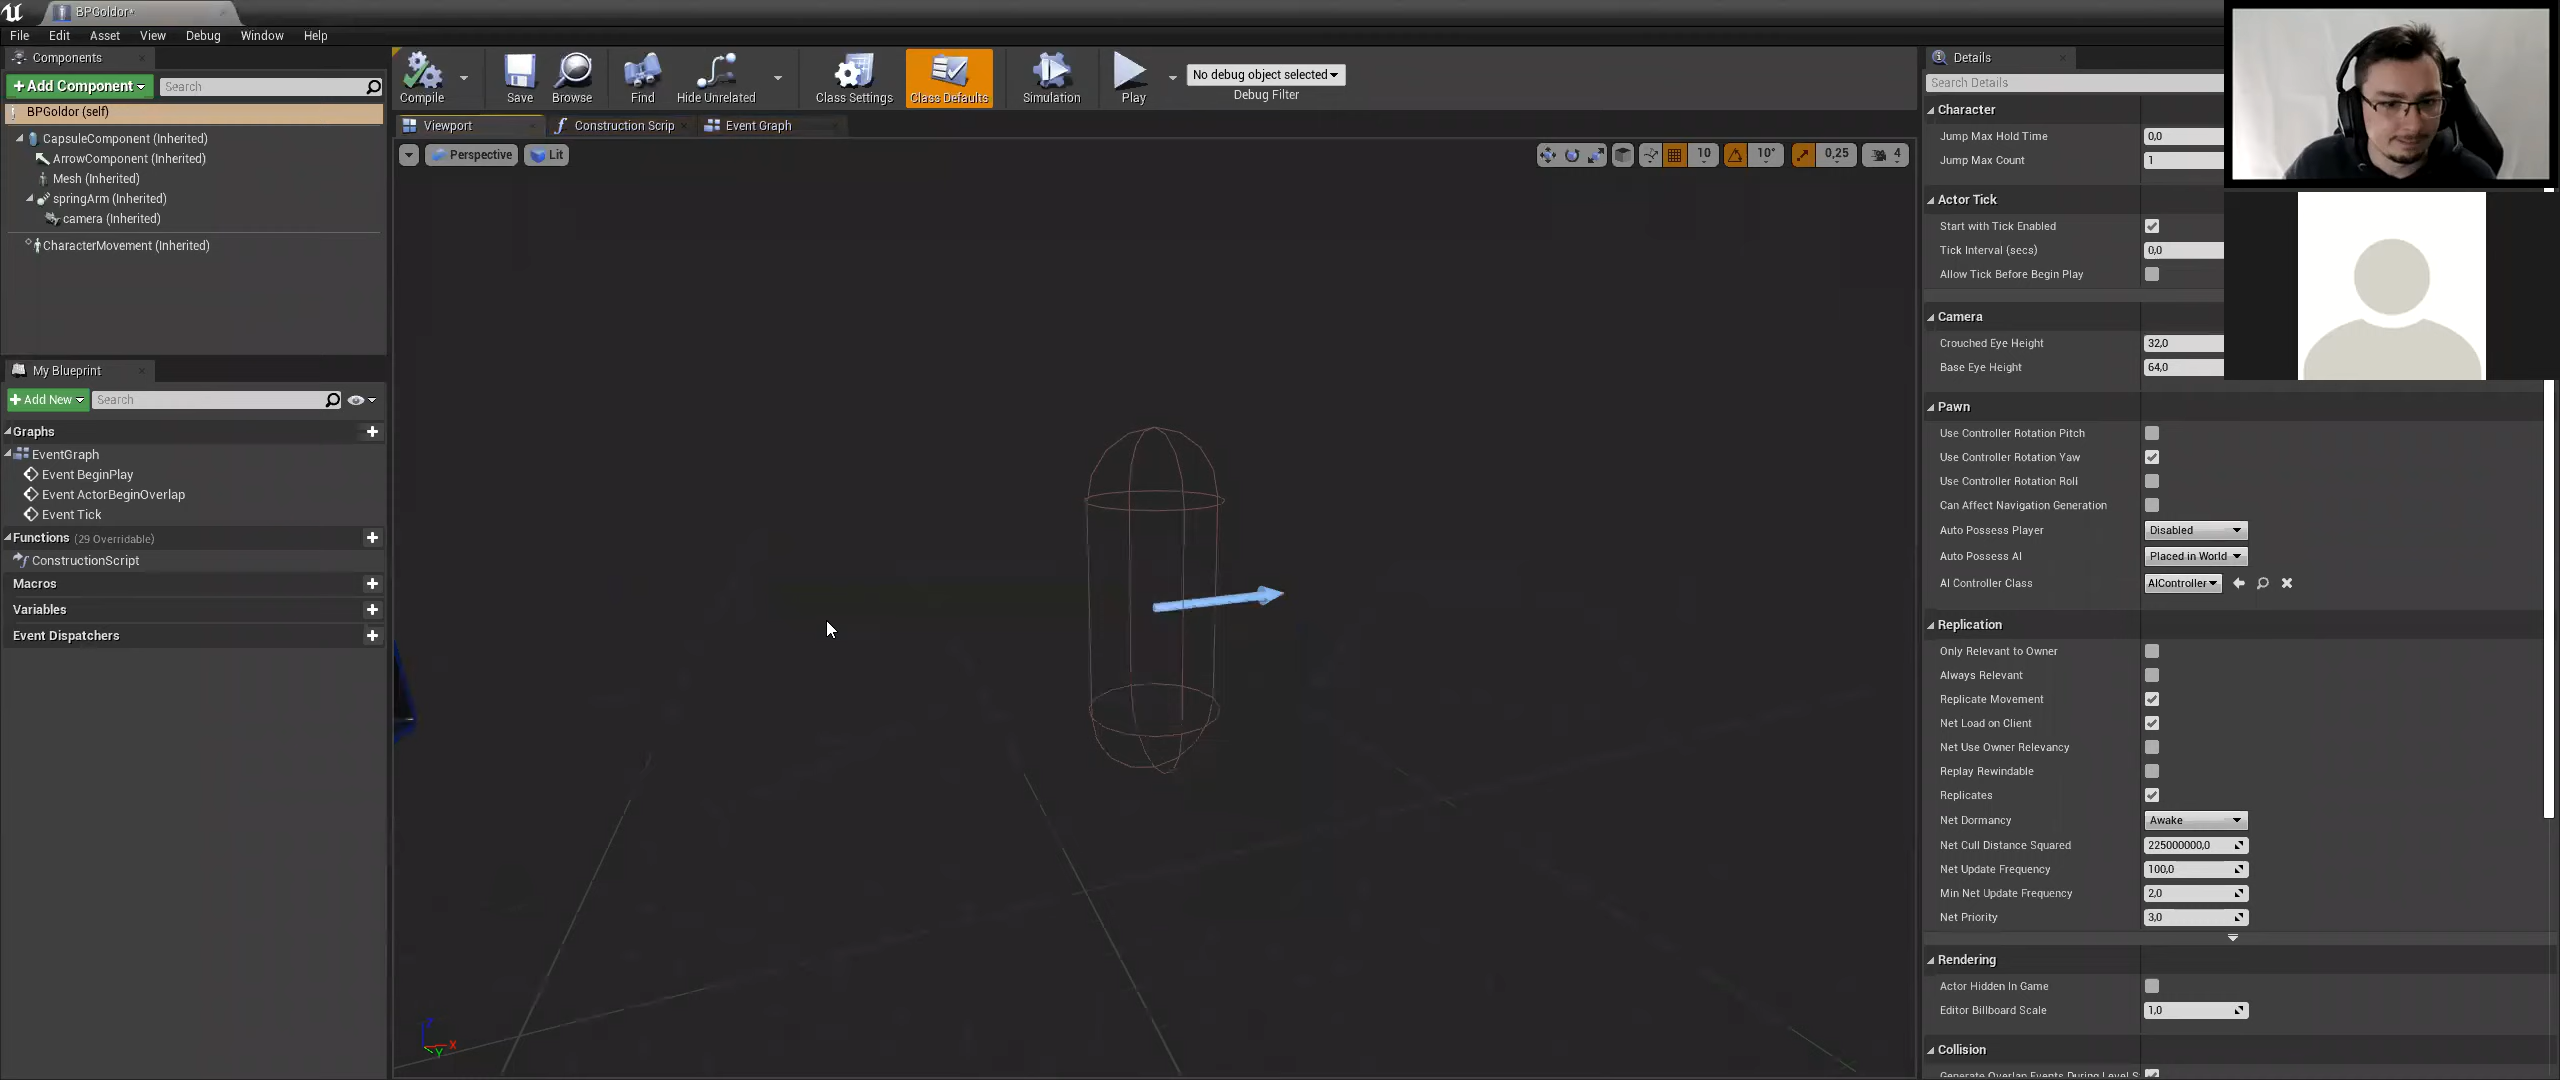 BPGoldor*
File Edit Asset View Debug Window Help
Components
+ Add Component Search
BPGoldor (self)
CapsuleComponent (Inherited)
ArrowComponent (Inherited)
Mesh (Inherited)
springArm (Inherited)
camera (Inherited)
CharacterMovement (Inherited)
My Blueprint
+ Add New Search
Graphs
EventGraph
Event BeginPlay
Event ActorBeginOverlap
Event Tick
Functions (29 Overridable)
ConstructionScript
Macros
Variables
Event Dispatchers
Compile Save Browse Find Hide Unrelated Class Settings Class Defaults Simulation Play
No debug object selected
Debug Filter
Viewport Construction Scrip Event Graph
Perspective Lit 10 10° 0,25 4
Z
X
Y
Details
Search Details
Character
Jump Max Hold Time 0,0
Jump Max Count 1
Actor Tick
Start with Tick Enabled
Tick Interval (secs) 0,0
Allow Tick Before Begin Play
Camera
Crouched Eye Height 32,0
Base Eye Height 64,0
Pawn
Use Controller Rotation Pitch
Use Controller Rotation Yaw
Use Controller Rotation Roll
Can Affect Navigation Generation
Auto Possess Player Disabled
Auto Possess AI Placed in World
AI Controller Class AIController
Replication
Only Relevant to Owner
Always Relevant
Replicate Movement
Net Load on Client
Net Use Owner Relevancy
Replay Rewindable
Replicates
Net Dormancy Awake
Net Cull Distance Squared 225000000,0
Net Update Frequency 100,0
Min Net Update Frequency 2,0
Net Priority 3,0
Rendering
Actor Hidden In Game
Editor Billboard Scale 1,0
Collision
Generate Overlap Events During Level S